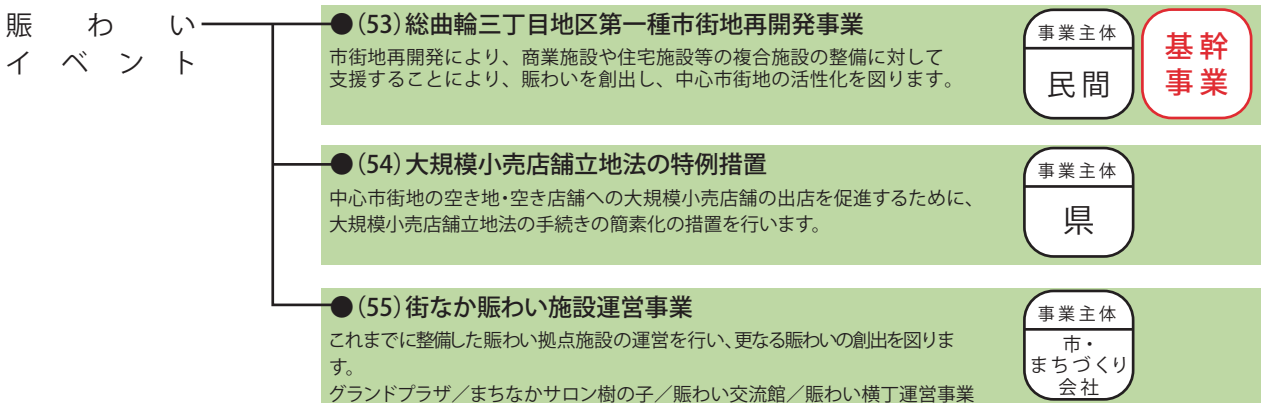 賑わい
イベント
●(53)総曲輪三丁目地区第一種市街地再開発事業
市街地再開発により、商業施設や住宅施設等の複合施設の整備に対して
支援することにより、賑わいを創出し、中心市街地の活性化を図ります。
事業主体
民間
基幹
事業
●(54)大規模小売店舗立地法の特例措置
中心市街地の空き地・空き店舗への大規模小売店舗の出店を促進するために、
大規模小売店舗立地法の手続きの簡素化の措置を行います。
事業主体
県
●(55)街なか賑わい施設運営事業
これまでに整備した賑わい拠点施設の運営を行い、更なる賑わいの創出を図りま
す。
グランドプラザ／まちなかサロン樹の子／賑わい交流館／賑わい横丁運営事業
事業主体
市・
まちづくり
会社